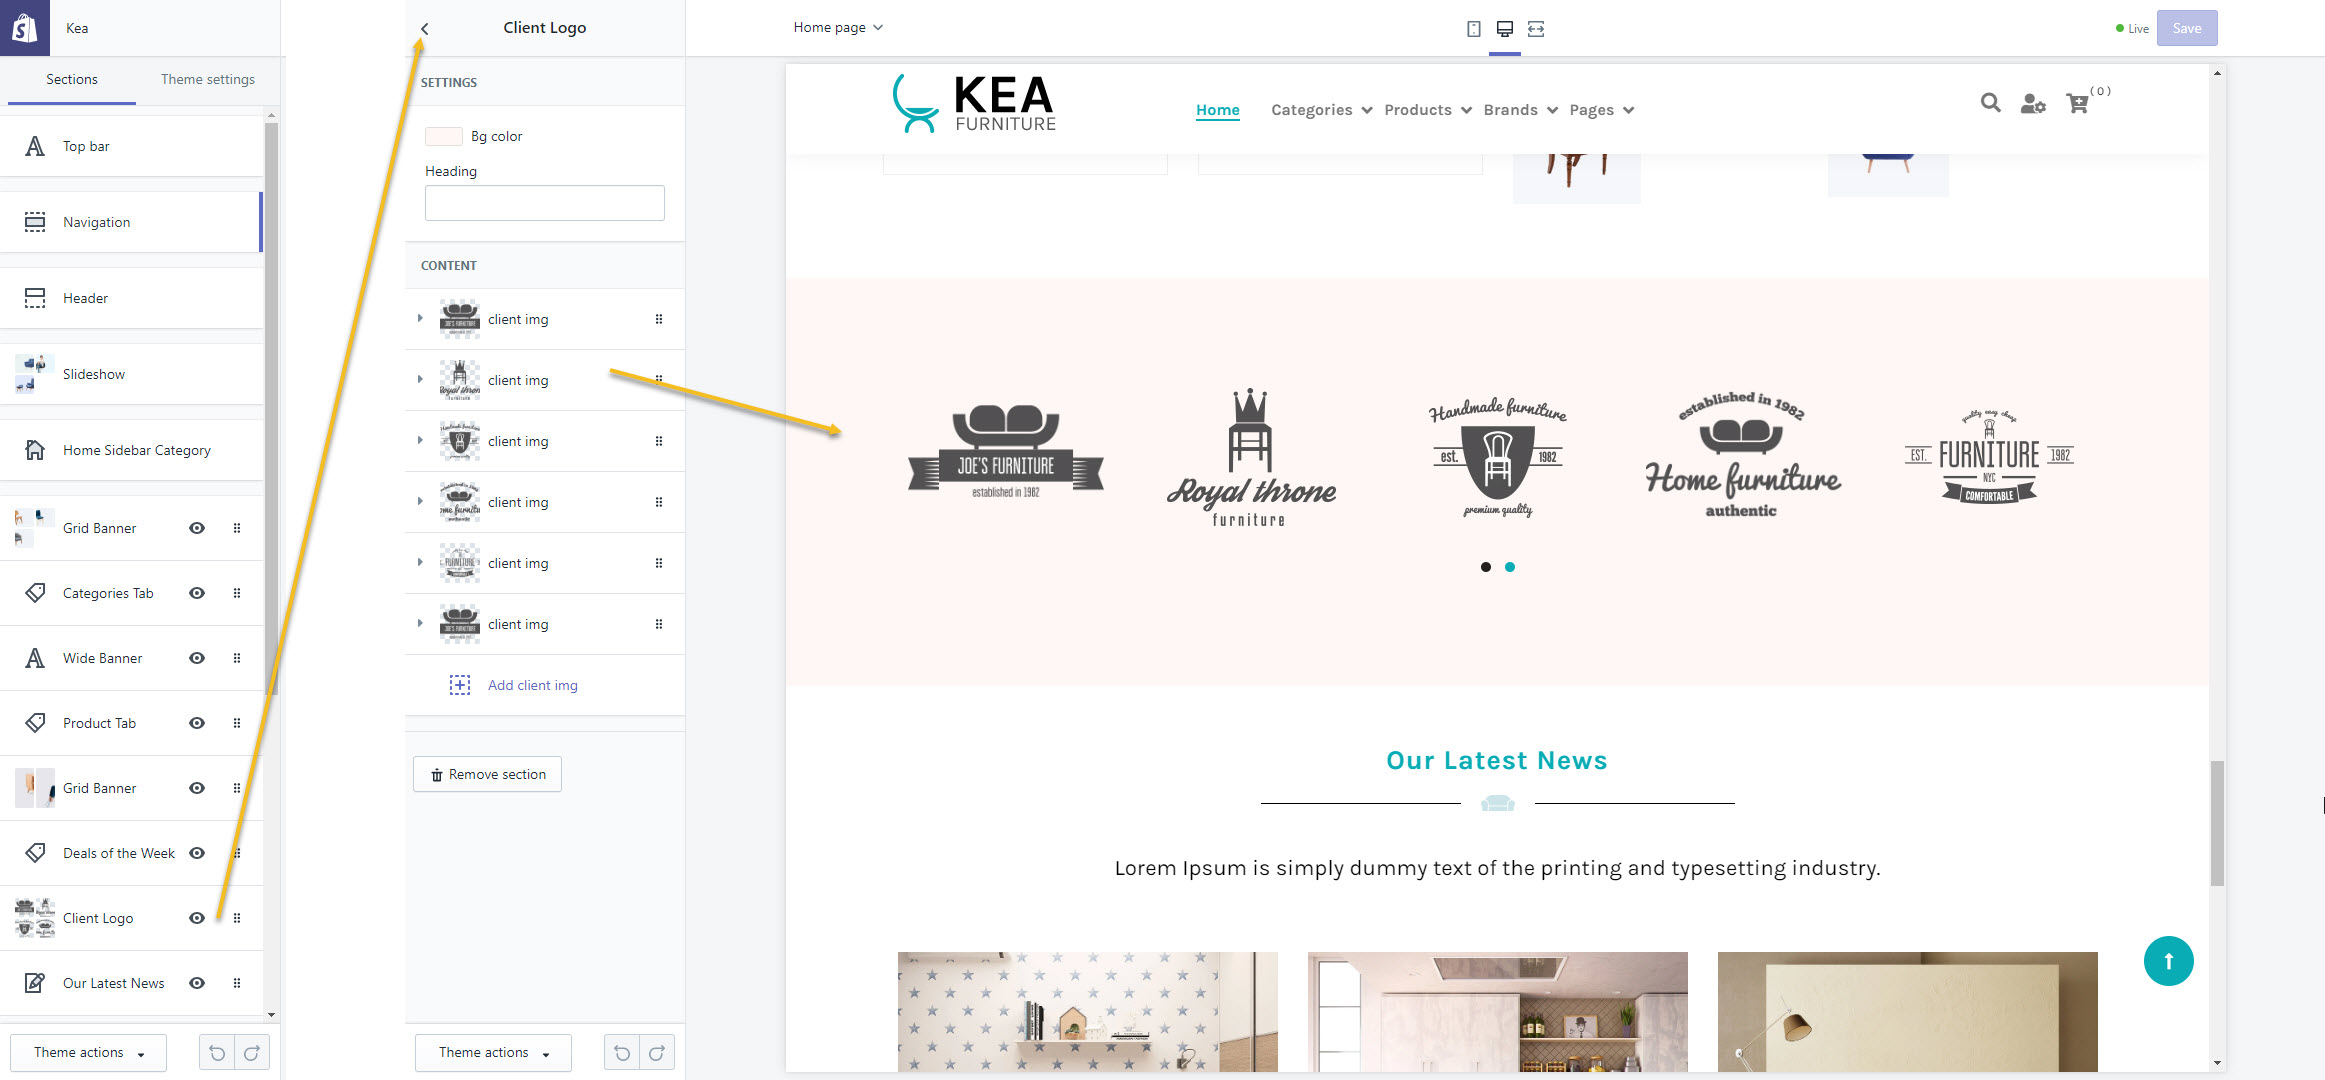 Kea
Sections
Theme settings
Top bar
Navigation
Header
Slideshow
Home Sidebar Category
Grid Banner
Categories Tab
Wide Banner
Product Tab
Grid Banner
Deals of the Week
Client Logo
Our Latest News
Theme actions
Client Logo
SETTINGS
Bg color
Heading
CONTENT
client img
client img
client img
client img
client img
client img
Add client img
Remove section
Theme actions
Home page
Live
Save
KEA
FURNITURE
Home
Categories
Products
Brands
Pages
(0)
JOE'S FURNITURE
established in 1982
Royal throne
furniture
Handmade furniture
est.
1982
premium quality
established in 1982
Home furniture
authentic
quality easy cheap
EST.
FURNITURE
1982
NYC
COMFORTABLE
Our Latest News
Lorem Ipsum is simply dummy text of the printing and typesetting industry.